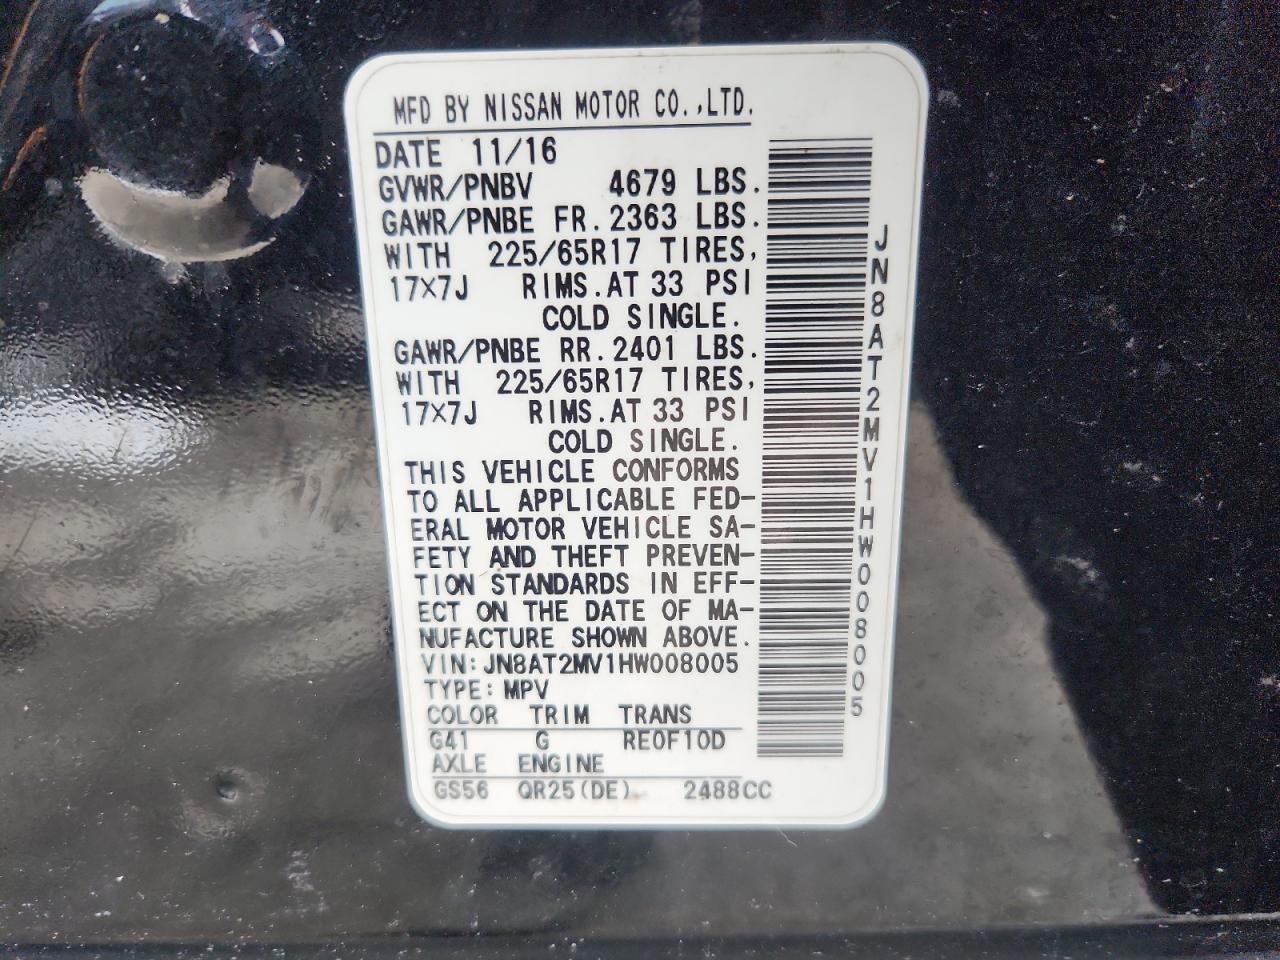 MFD BY NISSAN MOTOR CO.,LTD.
DATE 11/16
GVWR/PNBV 4679 LBS.
GAWR/PNBE FR. 2363 LBS.
WITH 225/65R17 TIRES,
17X7J RIMS.AT 33 PSI
COLD SINGLE.
GAWR/PNBE RR. 2401 LBS.
WITH 225/65R17 TIRES,
17X7J RIMS.AT 33 PSI
COLD SINGLE.
THIS VEHICLE CONFORMS
TO ALL APPLICABLE FED-
ERAL MOTOR VEHICLE SA-
FETY AND THEFT PREVEN-
TION STANDARDS IN EFF-
ECT ON THE DATE OF MA-
NUFACTURE SHOWN ABOVE.
VIN: JN8AT2MV1HW008005
TYPE: MPV
COLOR TRIM TRANS
G41 G RE0F10D
AXLE ENGINE
GS56 QR25(DE) 2488CC
JN8AT2MV1HW008005